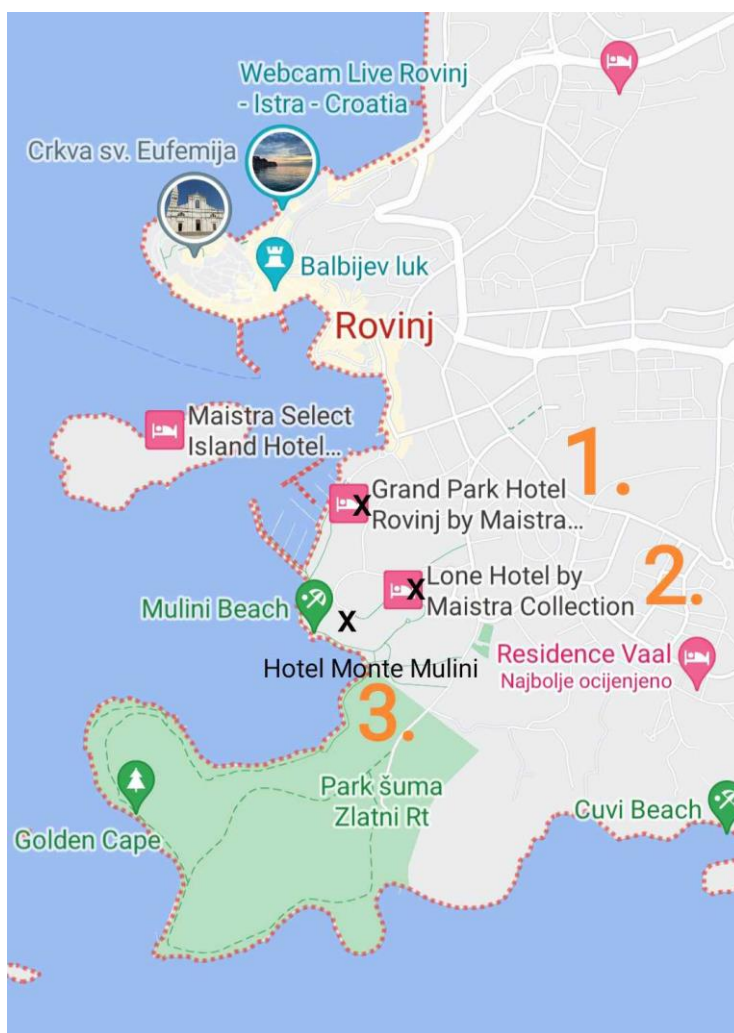 Webcam Live Rovinj
- Istra - Croatia
Crkva sv. Eufemija
Balbijev luk
Rovinj
Maistra Select
Island Hotel...
1.
Grand Park Hotel
Rovinj by Maistra...
X
2.
Lone Hotel by
Maistra Collection
X
Mulini Beach
X
Hotel Monte Mulini
Residence Vaal
Najbolje ocijenjeno
3.
Park šuma
Zlatni Rt
Cuvi Beach
Golden Cape